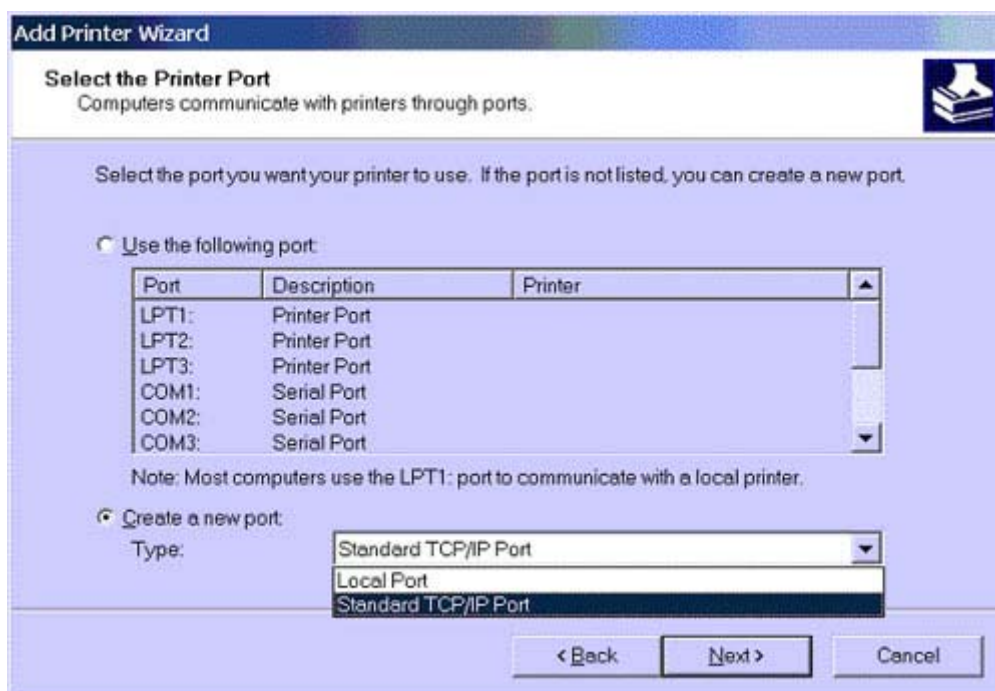 Add Printer Wizard
Select the Printer Port
Computers communicate with printers through ports.
Select the port you want your printer to use. If the port is not listed, you can create a new port.
Use the following port:
Port Description Printer
LPT1: Printer Port
LPT2: Printer Port
LPT3: Printer Port
COM1: Serial Port
COM2: Serial Port
COM3: Serial Port
Note: Most computers use the LPT1: port to communicate with a local printer.
Create a new port:
Type: Standard TCP/IP Port
Local Port
Standard TCP/IP Port
< Back Next > Cancel